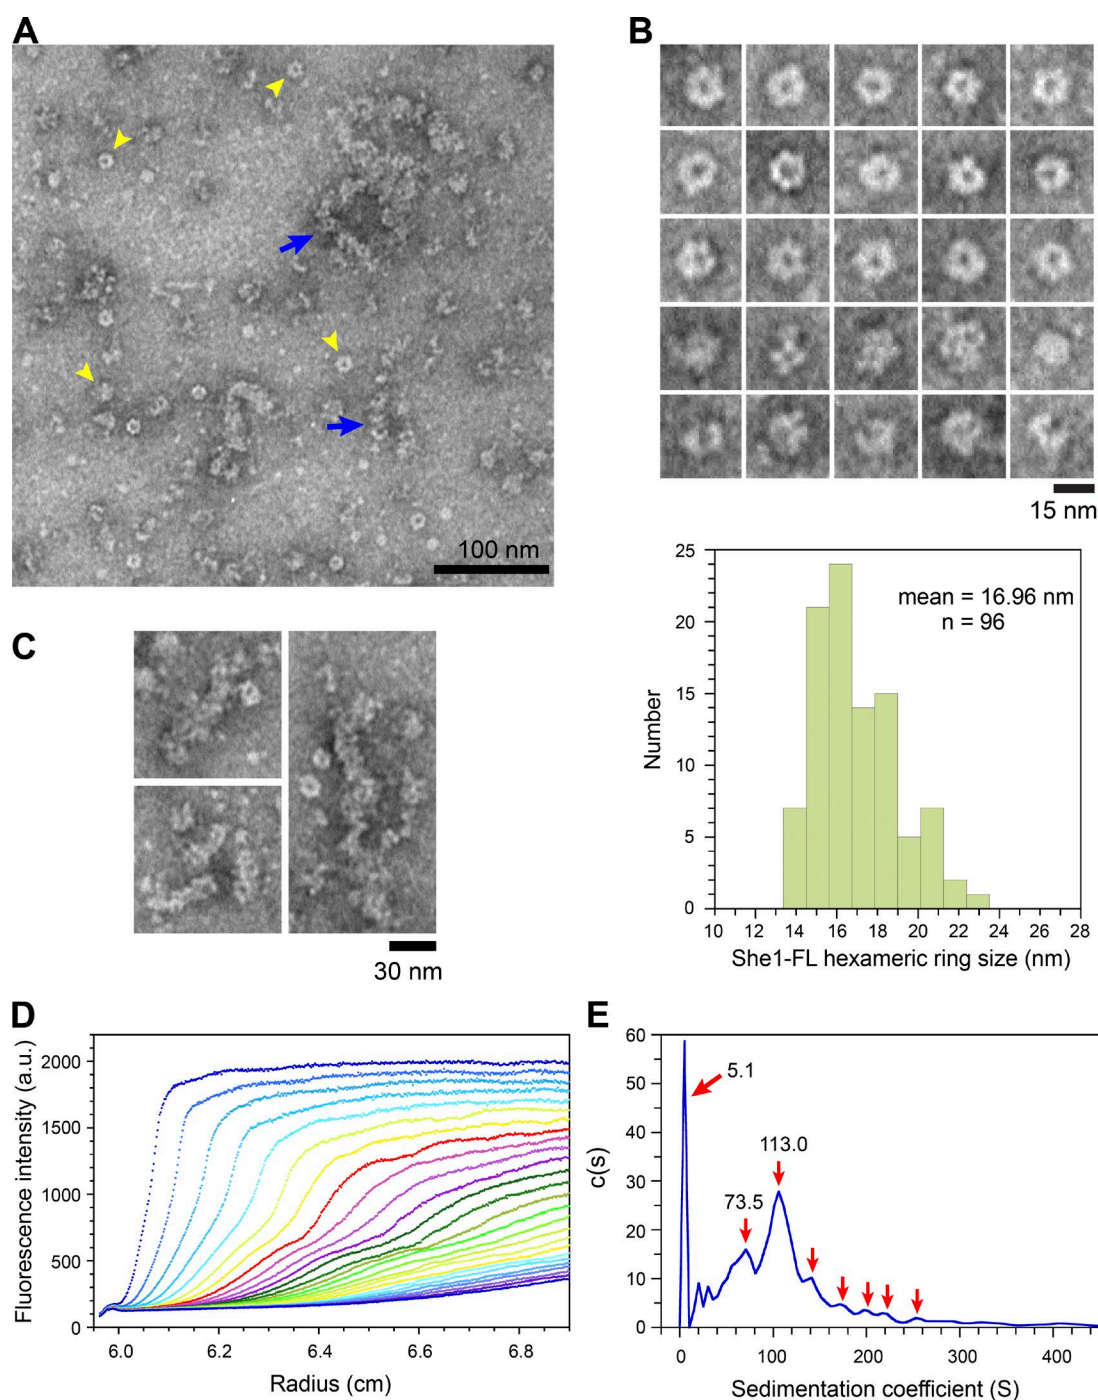 A
B
100 nm
15 nm
C
30 nm
25
20
15
10
5
0
Number
mean = 16.96 nm
n = 96
10 12 14 16 18 20 22 24 26 28
She1-FL hexameric ring size (nm)
D
2000
1500
1000
500
0
Fluorescence intensity (a.u.)
6.0 6.2 6.4 6.6 6.8
Radius (cm)
E
60
50
40
30
20
10
0
c(s)
5.1
113.0
73.5
0 100 200 300 400
Sedimentation coefficient (S)